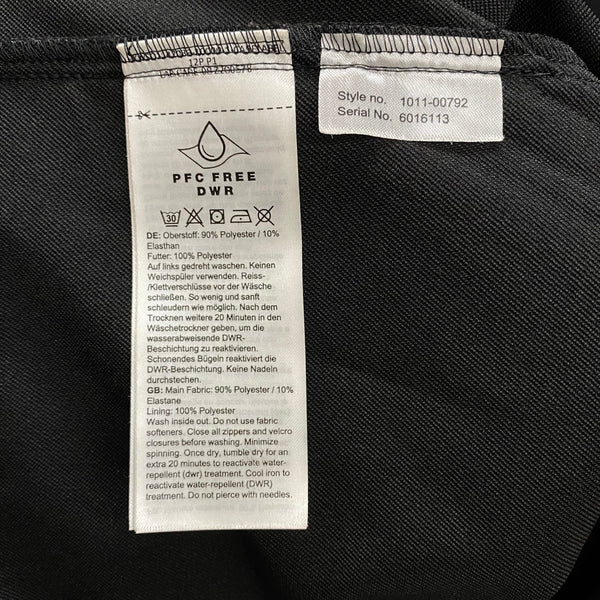 12P P1
Style no. 1011-00792
Serial No. 6016113
PFC FREE
DWR
30
DE: Oberstoff: 90% Polyester / 10%
Elasthan
Futter: 100% Polyester
Auf links gedreht waschen. Keinen
Weichspüler verwenden. Reiss-
/Klettverschlüsse vor der Wäsche
schließen. So wenig und sanft
schleudern wie möglich. Nach dem
Trocknen weitere 20 Minuten in den
Wäschetrockner geben, um die
wasserabweisende DWR-
Beschichtung zu reaktivieren.
Schonendes Bügeln reaktiviert die
DWR-Beschichtung. Keine Nadeln
durchstechen.
GB: Main Fabric: 90% Polyester / 10%
Elastane
Lining: 100% Polyester
Wash inside out. Do not use fabric
softeners. Close all zippers and velcro
closures before washing. Minimize
spinning. Once dry, tumble dry for an
extra 20 minutes to reactivate water-
repellent (dwr) treatment. Cool iron to
reactivate water-repellent (DWR)
treatment. Do not pierce with needles.